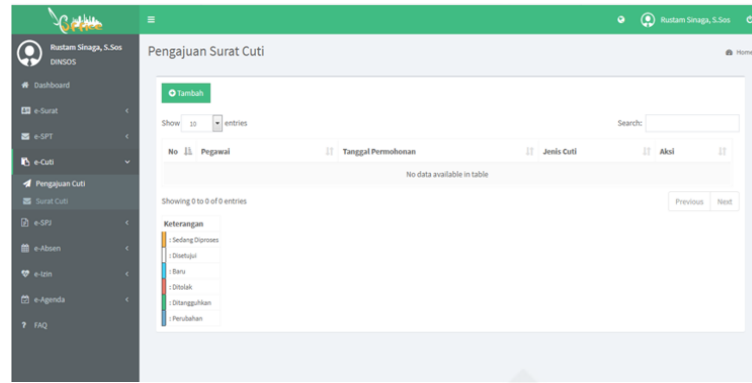 Office
Rustam Sinaga, S.Sos
Rustam Sinaga, S.Sos
DINSOS
Dashboard
e-Surat
e-SPT
e-Cuti
Pengajuan Cuti
Surat Cuti
e-SPJ
e-Absen
e-Izin
e-Agenda
? FAQ
Pengajuan Surat Cuti
Home
Tambah
Show 10 entries
Search:
No Pegawai Tanggal Permohonan Jenis Cuti Aksi
No data available in table
Showing 0 to 0 of 0 entries
Previous Next
Keterangan
: Sedang Diproses
: Disetujui
: Baru
: Ditolak
: Ditangguhkan
: Perubahan